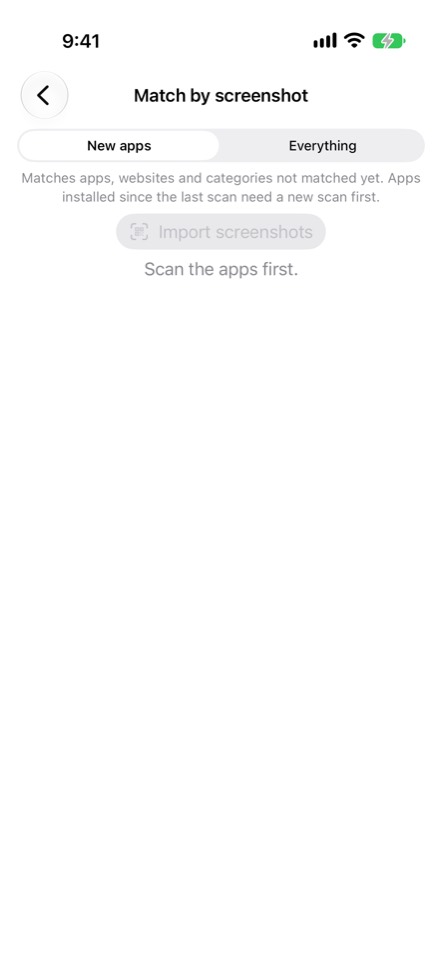 9:41
Match by screenshot
New apps
Everything
Matches apps, websites and categories not matched yet. Apps
installed since the last scan need a new scan first.
Import screenshots
Scan the apps first.